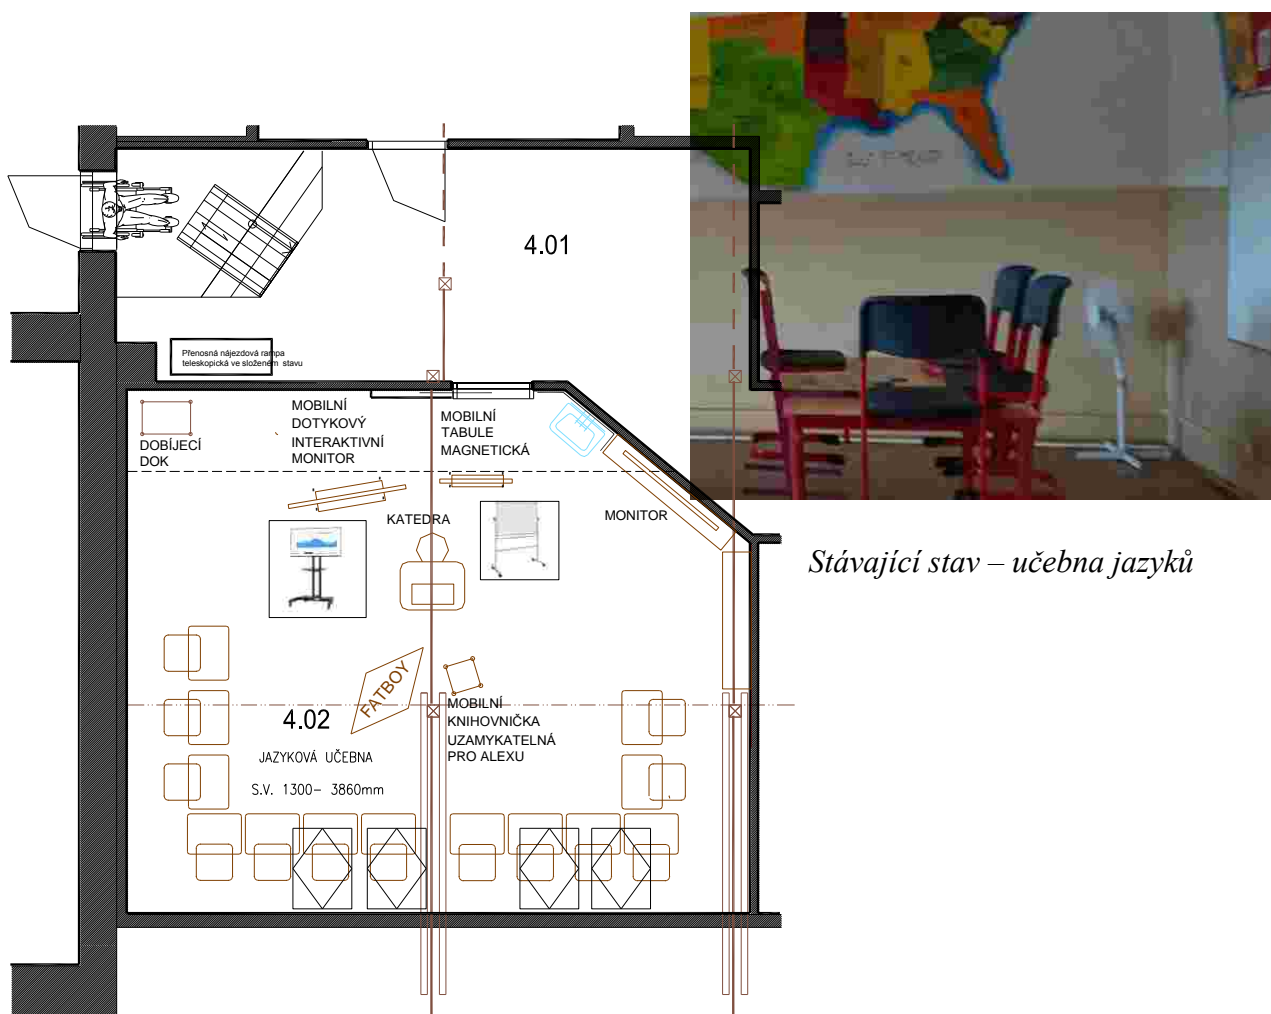 4.01
Přenosná nájezdová rampa
teleskopická ve složeném stavu
DOBÍJECÍ
DOK
MOBILNÍ
DOTYKOVÝ
INTERAKTIVNÍ
MONITOR
MOBILNÍ
TABULE
MAGNETICKÁ
KATEDRA
MONITOR
Stávající stav – učebna jazyků
FATBOY
MOBILNÍ
KNIHOVNIČKA
UZAMYKATELNÁ
PRO ALEXU
4.02
JAZYKOVÁ UČEBNA
S.V. 1300– 3860mm